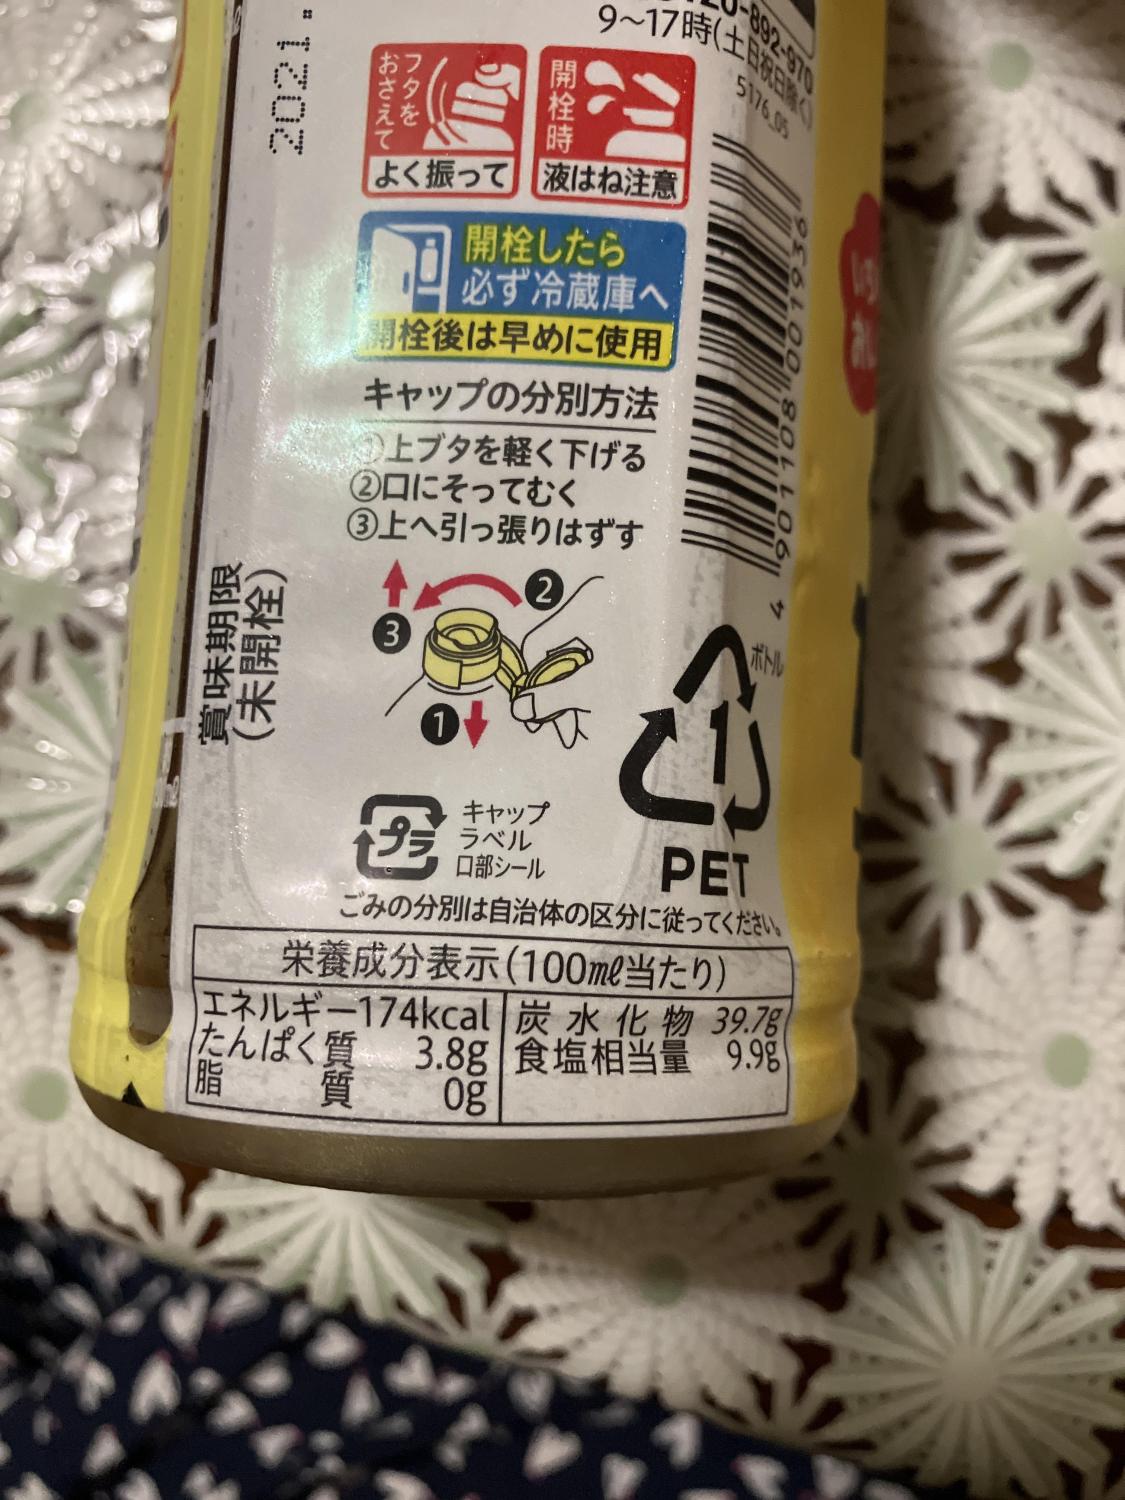 20-892-970
9～17時(土日祝日除く)
5176_05
2021.
フタを
おさえて
よく振って
開栓時
液はね注意
開栓したら
必ず冷蔵庫へ
開栓後は早めに使用
キャップの分別方法
①上ブタを軽く下げる
②口にそってむく
③上へ引っ張りはずす
賞味期限
(未開栓)
2
3
1
4 901108 001936
ボトル
1
PET
プラ
キャップ
ラベル
口部シール
ごみの分別は自治体の区分に従ってください。
栄養成分表示(100㎖当たり)
エネルギー174kcal
たんぱく質 3.8g
脂質 0g
炭水化物 39.7g
食塩相当量 9.9g